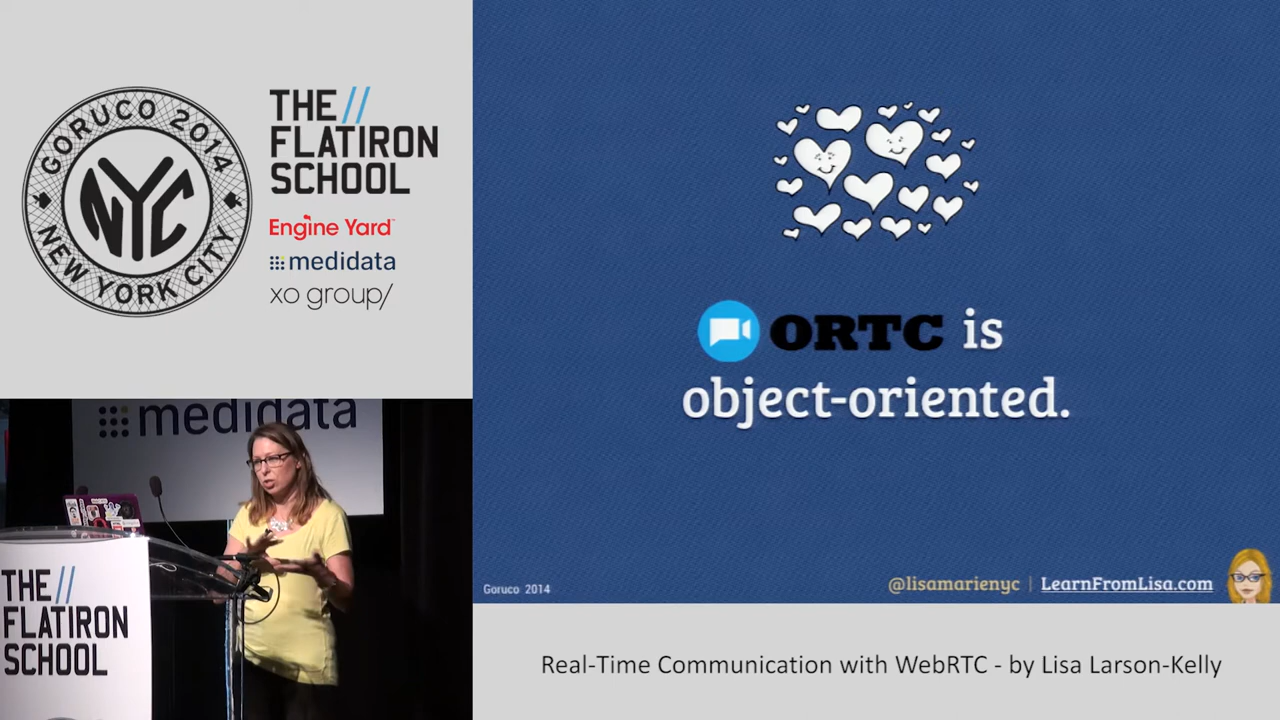 GORUCO 2014
NYC
NEW YORK CITY
THE//
FLATIRON
SCHOOL
Engine Yard
medidata
xo group/
ORTC is
object-oriented.
Goruco 2014
@lisamarienyc | LearnFromLisa.com
medidata
THE//
FLATIRON
SCHOOL
Real-Time Communication with WebRTC - by Lisa Larson-Kelly